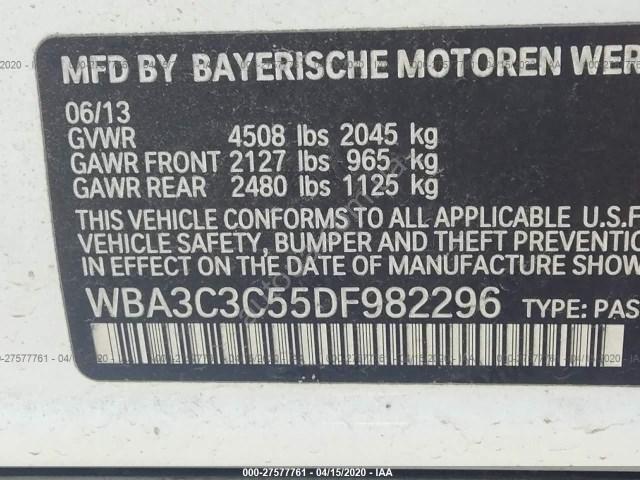 MFD BY BAYERISCHE MOTOREN WER
06/13
GVWR 4508 lbs 2045 kg
GAWR FRONT 2127 lbs 965 kg
GAWR REAR 2480 lbs 1125 kg
THIS VEHICLE CONFORMS TO ALL APPLICABLE U.S.F
VEHICLE SAFETY, BUMPER AND THEFT PREVENTIO
STANDARDS IN EFFECT ON THE DATE OF MANUFACTURE SHOW
WBA3C3C55DF982296 TYPE: PAS
000-27577761 - 04/15/2020 - IAA